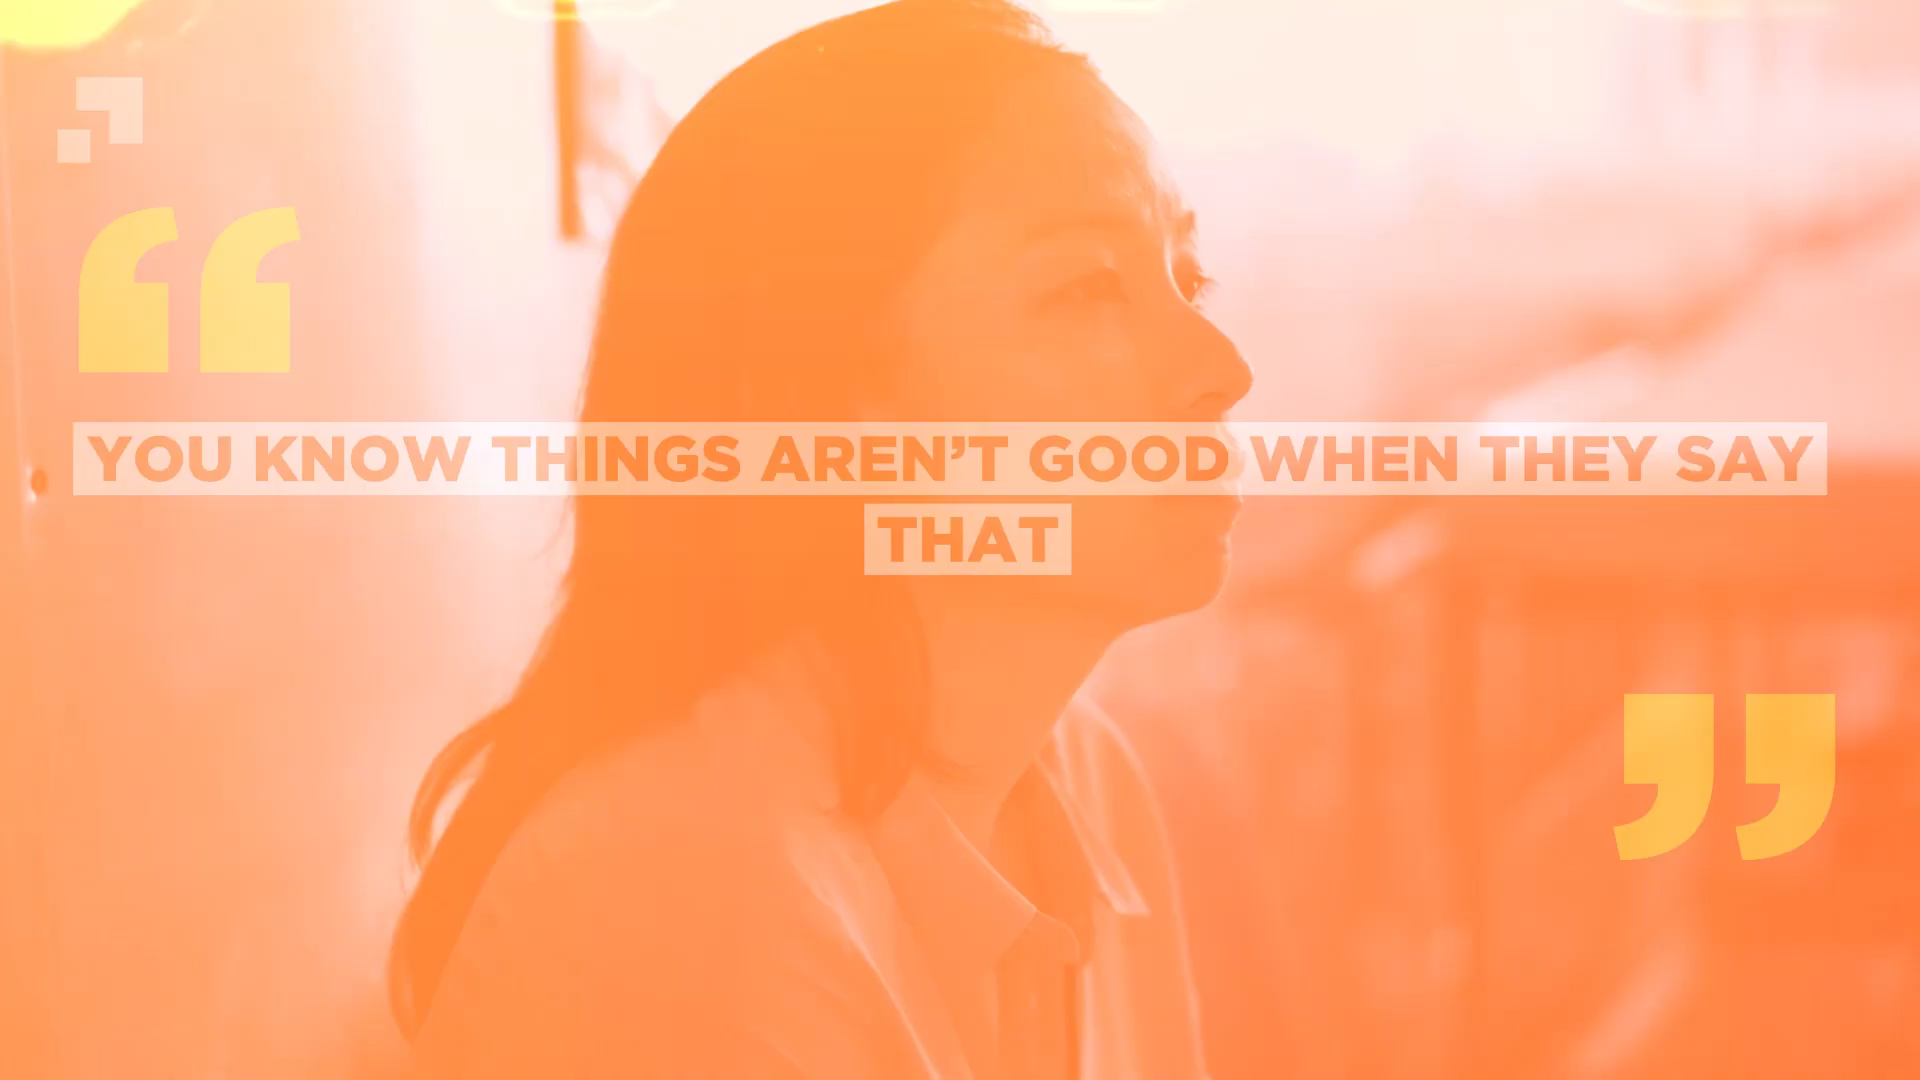 “
YOU KNOW THINGS AREN’T GOOD WHEN THEY SAY
THAT
”